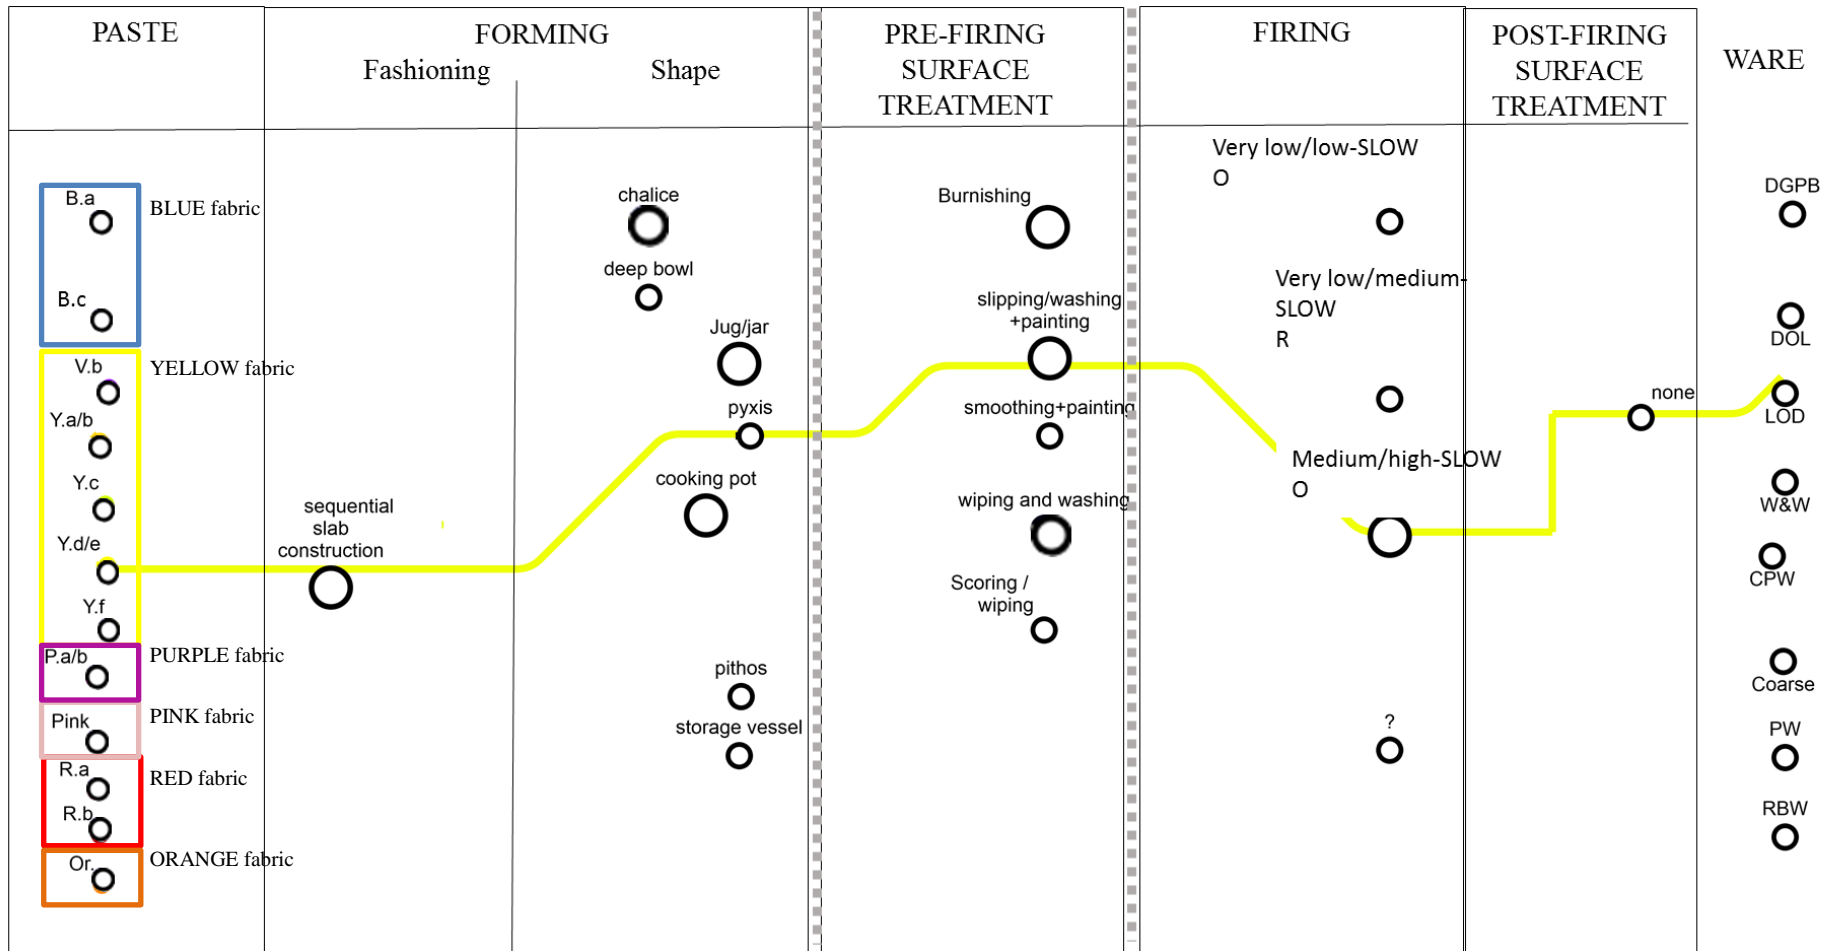 PASTE
FORMING
Fashioning
Shape
PRE-FIRING
SURFACE
TREATMENT
FIRING
POST-FIRING
SURFACE
TREATMENT
WARE
B.a
BLUE fabric
B.c
V.b
YELLOW fabric
Y.a/b
Y.c
Y.d/e
Y.f
P.a/b
PURPLE fabric
Pink
PINK fabric
R.a
RED fabric
R.b
Or.
ORANGE fabric
sequential
slab
construction
chalice
deep bowl
Jug/jar
pyxis
cooking pot
pithos
storage vessel
Burnishing
slipping/washing
+painting
smoothing+painting
wiping and washing
Scoring /
wiping
Very low/low-SLOW
O
Very low/medium-
SLOW
R
Medium/high-SLOW
O
?
none
DGPB
DOL
LOD
W&W
CPW
Coarse
PW
RBW